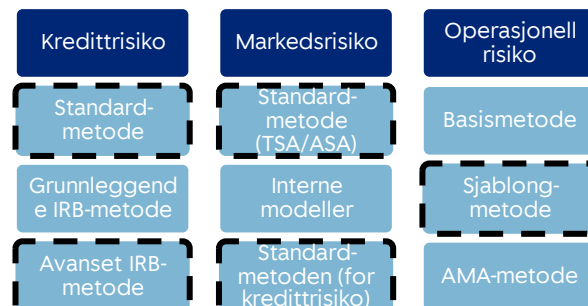 Kredittrisiko
Markedsrisiko
Operasjonell
risiko
Standard-
metode
Standard-
metode
(TSA/ASA)
Basismetode
Grunnleggend
e IRB-metode
Interne
modeller
Sjablong-
metode
Avanset IRB-
metode
Standard-
metoden (for
kredittrisiko)
AMA-metode